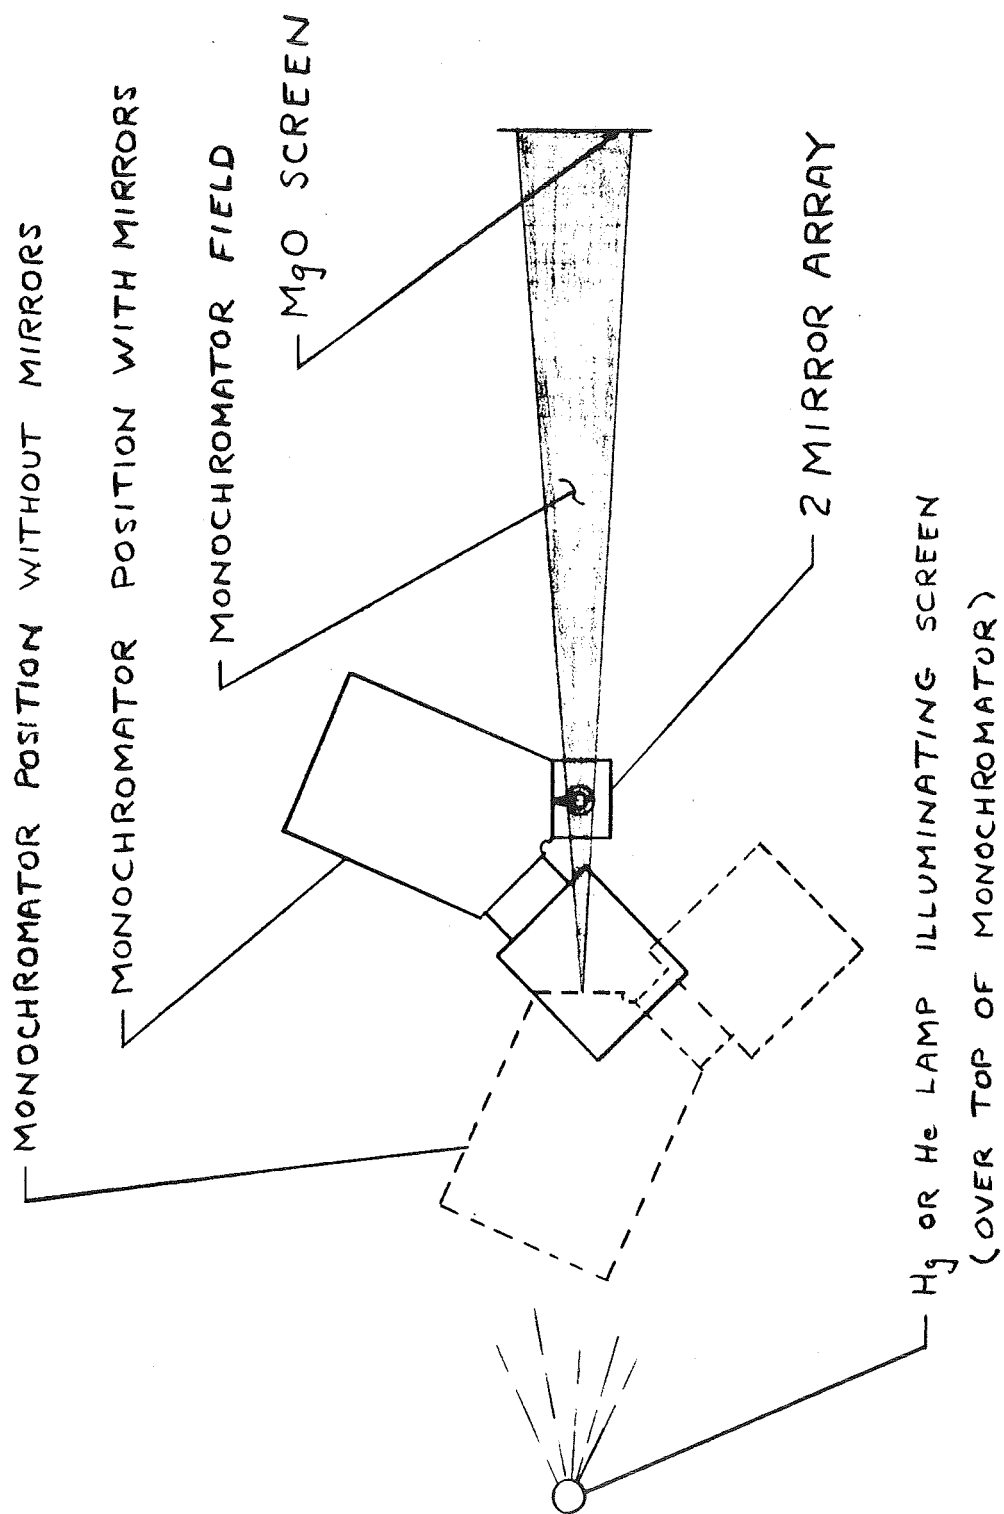 MONOCHROMATOR POSITION WITHOUT MIRRORS
MONOCHROMATOR POSITION WITH MIRRORS
MONOCHROMATOR FIELD
MgO SCREEN
2 MIRROR ARRAY
Hg OR He LAMP ILLUMINATING SCREEN
(OVER TOP OF MONOCHROMATOR)